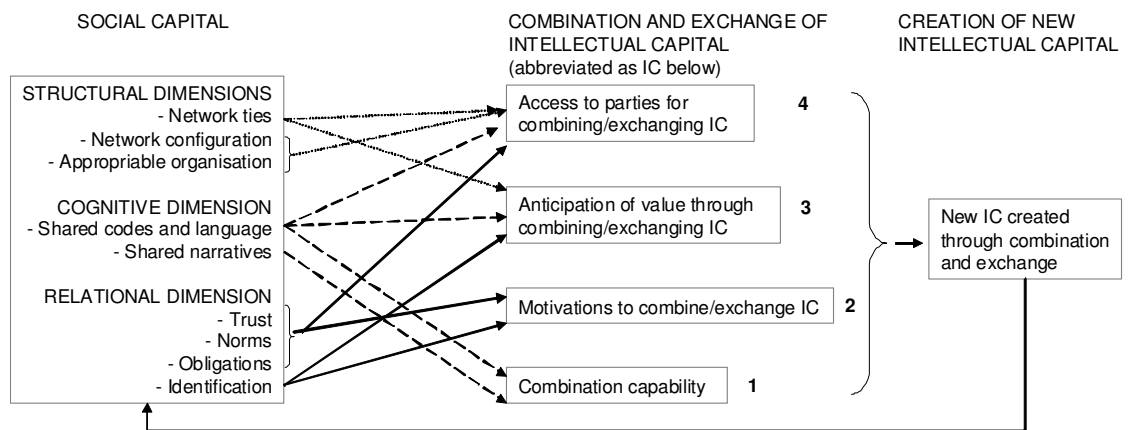 SOCIAL CAPITAL
COMBINATION AND EXCHANGE OF
INTELLECTUAL CAPITAL
(abbreviated as IC below)
CREATION OF NEW
INTELLECTUAL CAPITAL
STRUCTURAL DIMENSIONS
- Network ties
- Network configuration
- Appropriable organisation
COGNITIVE DIMENSION
- Shared codes and language
- Shared narratives
RELATIONAL DIMENSION
- Trust
- Norms
- Obligations
- Identification
Access to parties for
combining/exchanging IC
4
Anticipation of value through
combining/exchanging IC
3
Motivations to combine/exchange IC
2
Combination capability
1
New IC created
through combination
and exchange